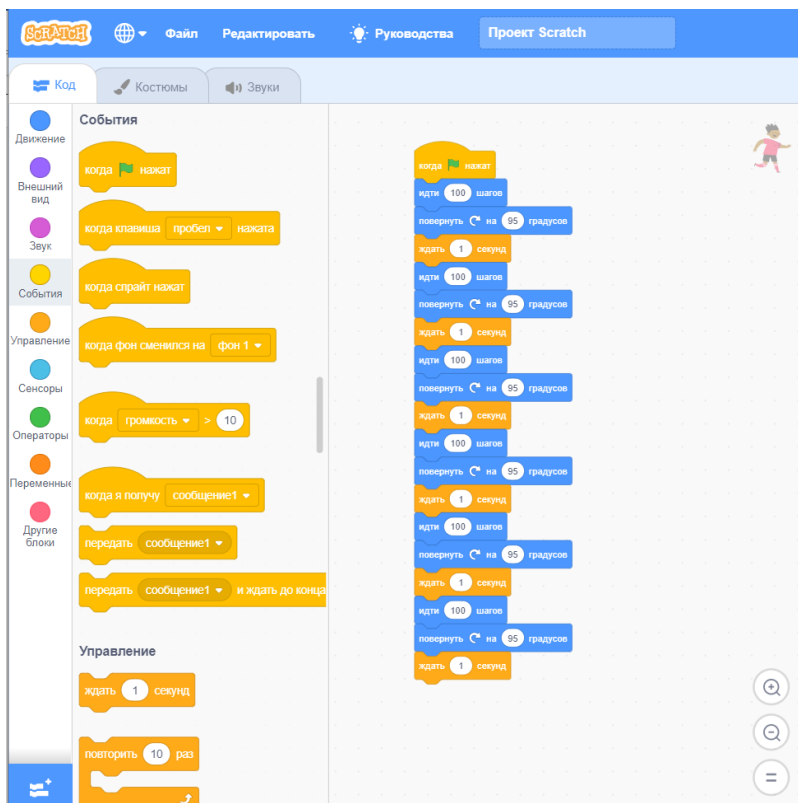 SCRATCH Файл Редактировать Руководства Проект Scratch
Код Костюмы Звуки
Движение
Внешний
вид
Звук
События
Управление
Сенсоры
Операторы
Переменные
Другие
блоки
События
когда нажат
когда клавиша пробел нажата
когда спрайт нажат
когда фон сменился на фон 1
когда громкость > 10
когда я получу сообщение1
передать сообщение1
передать сообщение1 и ждать до конца
Управление
ждать 1 секунд
повторить 10 раз
когда нажат
идти 100 шагов
повернуть на 95 градусов
ждать 1 секунд
идти 100 шагов
повернуть на 95 градусов
ждать 1 секунд
идти 100 шагов
повернуть на 95 градусов
ждать 1 секунд
идти 100 шагов
повернуть на 95 градусов
ждать 1 секунд
идти 100 шагов
повернуть на 95 градусов
ждать 1 секунд
идти 100 шагов
повернуть на 95 градусов
ждать 1 секунд